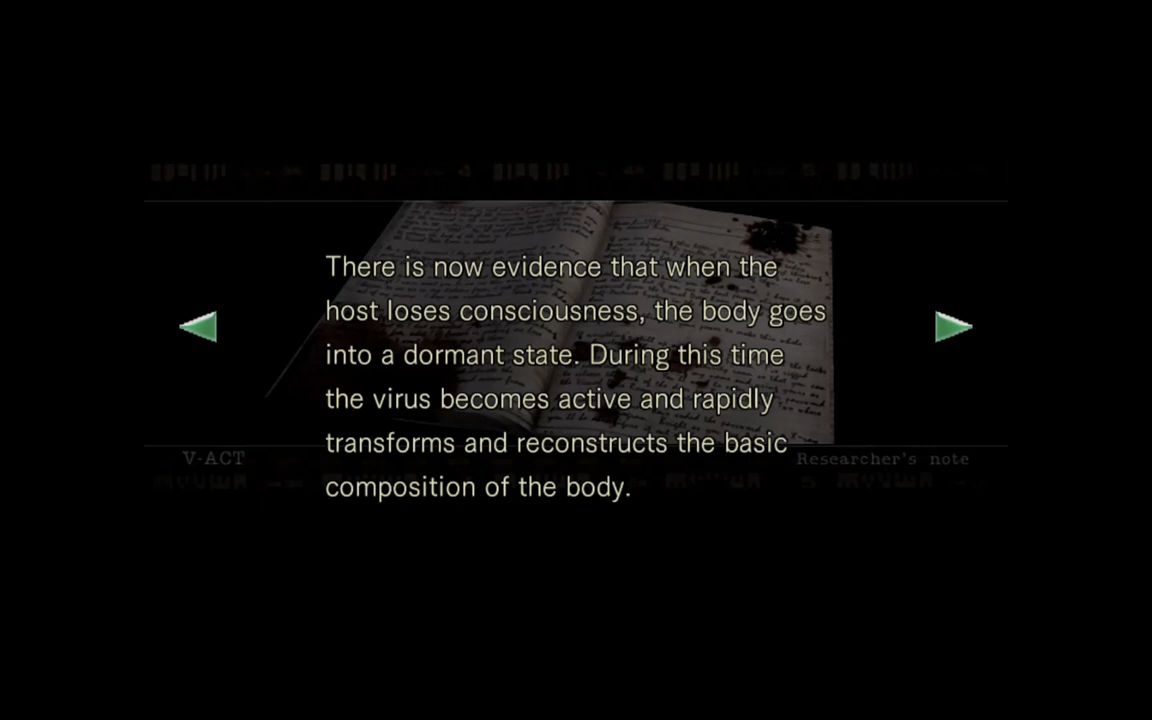 There is now evidence that when the
host loses consciousness, the body goes
into a dormant state. During this time
the virus becomes active and rapidly
transforms and reconstructs the basic
composition of the body.
V-ACT
Researcher's note